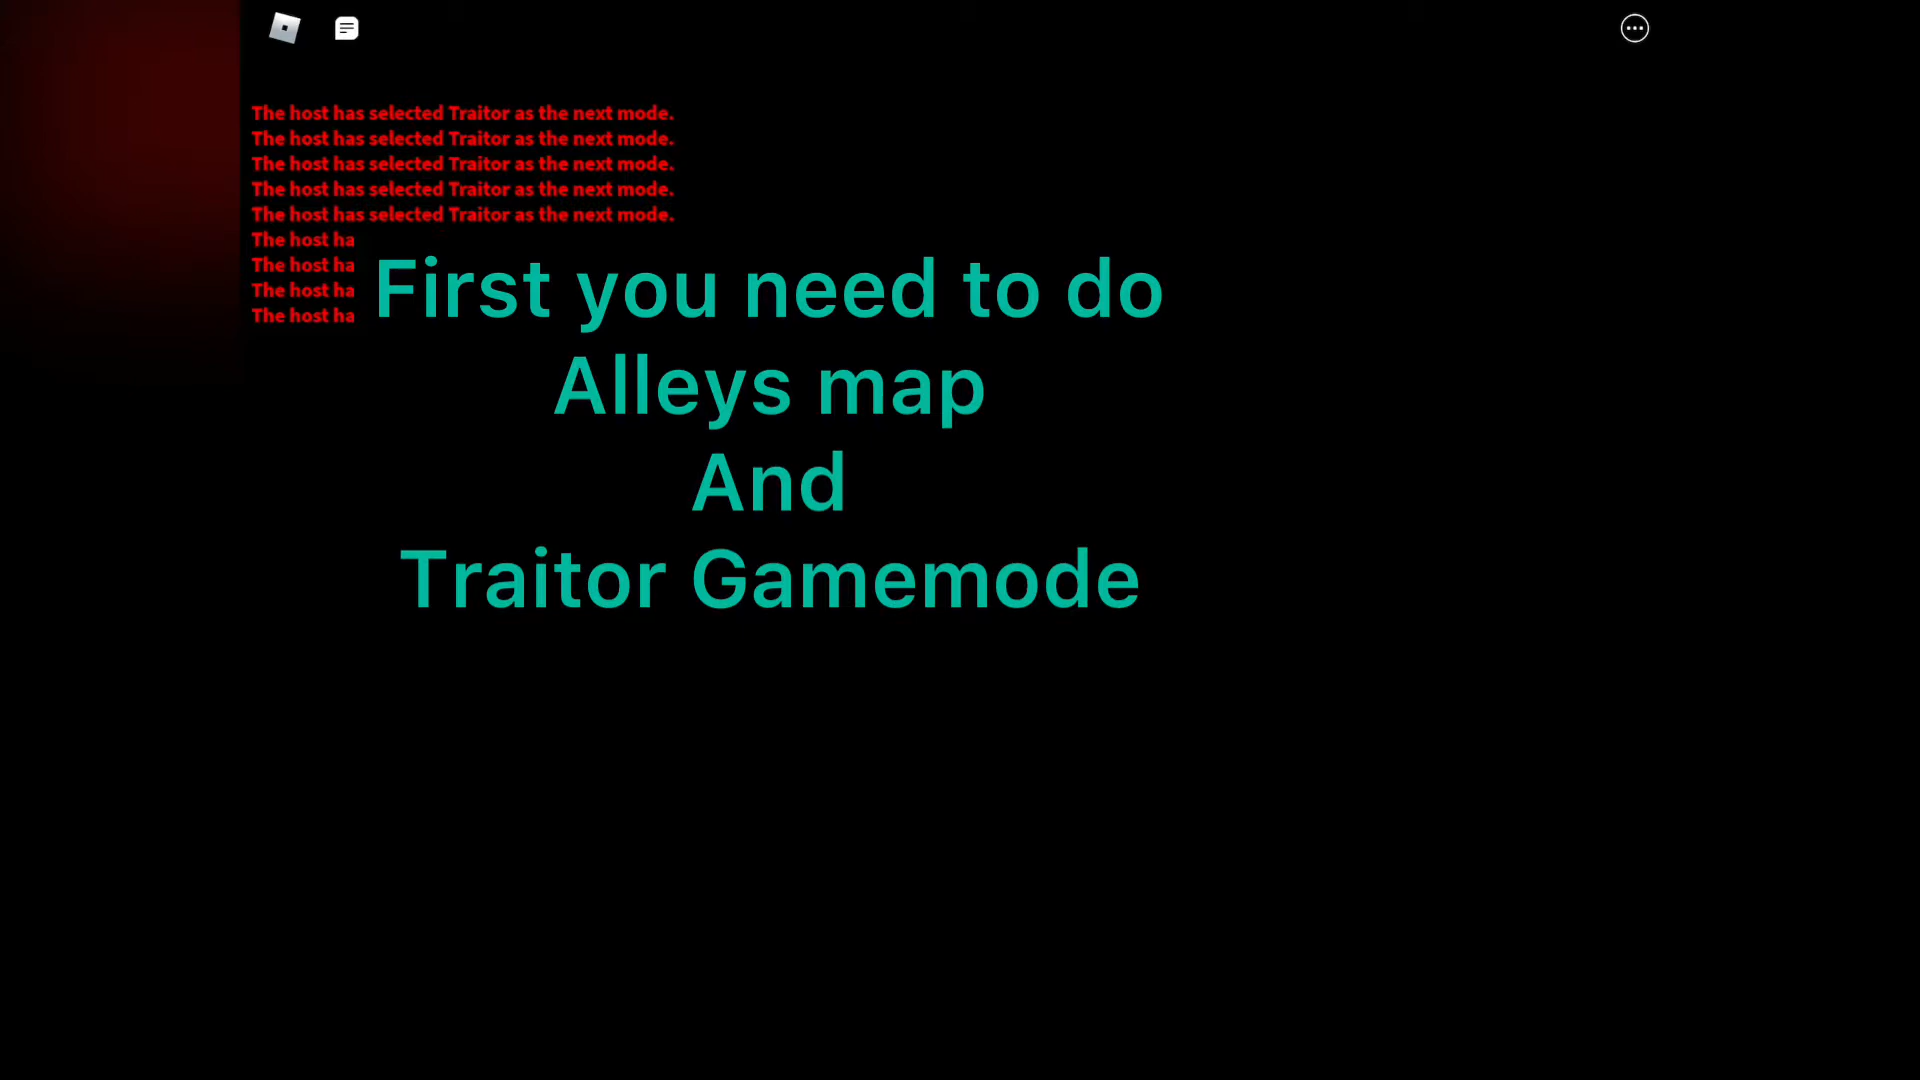 The host has selected Traitor as the next mode.
The host has selected Traitor as the next mode.
The host has selected Traitor as the next mode.
The host has selected Traitor as the next mode.
The host has selected Traitor as the next mode.
The host ha
The host ha
The host ha
The host ha
First you need to do
Alleys map
And
Traitor Gamemode